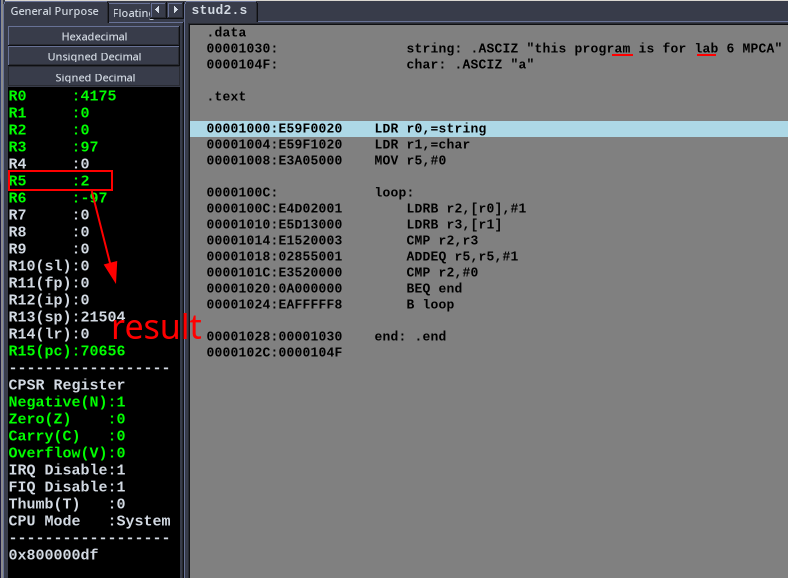 General Purpose
Floating
stud2.s
Hexadecimal
Unsigned Decimal
Signed Decimal
R0      :4175
R1      :0
R2      :0
R3      :97
R4      :0
R5      :2
R6      :-97
R7      :0
R8      :0
R9      :0
R10(sl):0
R11(fp):0
R12(ip):0
R13(sp):21504
R14(lr):0
R15(pc):70656
------------------
CPSR Register
Negative(N):1
Zero(Z)    :0
Carry(C)   :0
Overflow(V):0
IRQ Disable:1
FIQ Disable:1
Thumb(T)   :0
CPU Mode   :System
------------------
0x800000df
result
.data
00001030:                string: .ASCIZ "this program is for lab 6 MPCA"
0000104F:                char: .ASCIZ "a"
.text
00001000:E59F0020    LDR r0,=string
00001004:E59F1020    LDR r1,=char
00001008:E3A05000    MOV r5,#0
0000100C:            loop:
0000100C:E4D02001        LDRB r2,[r0],#1
00001010:E5D13000        LDRB r3,[r1]
00001014:E1520003        CMP r2,r3
00001018:02855001        ADDEQ r5,r5,#1
0000101C:E3520000        CMP r2,#0
00001020:0A000000        BEQ end
00001024:EAFFFFF8        B loop
00001028:00001030    end: .end
0000102C:0000104F